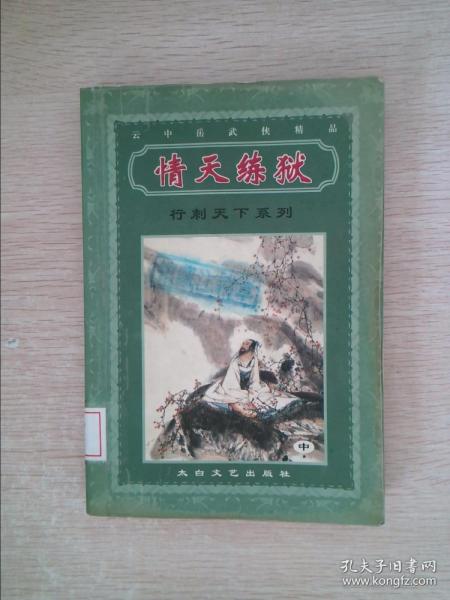 云中岳武侠精品
情天练狱
行刺天下系列
中
太白文艺出版社
孔夫子旧书网
www.kongfz.com